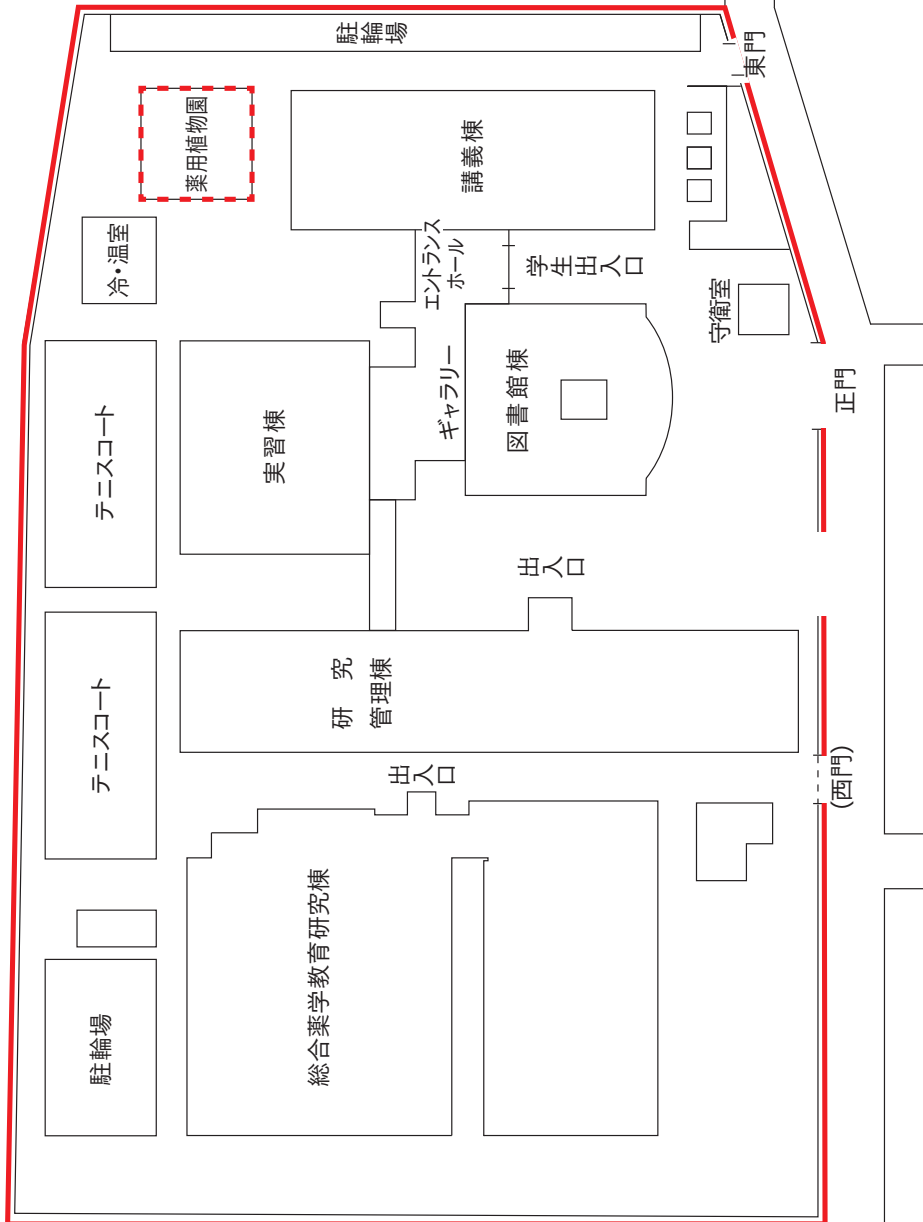 駐輪場
東門
薬用植物園
講義棟
冷・温室
エントランス
ホール
学生出入口
守衛室
テニスコート
実習棟
ギャラリー
図書館棟
正門
出入口
テニスコート
研究
管理棟
出入口
(西門)
総合薬学教育研究棟
駐輪場